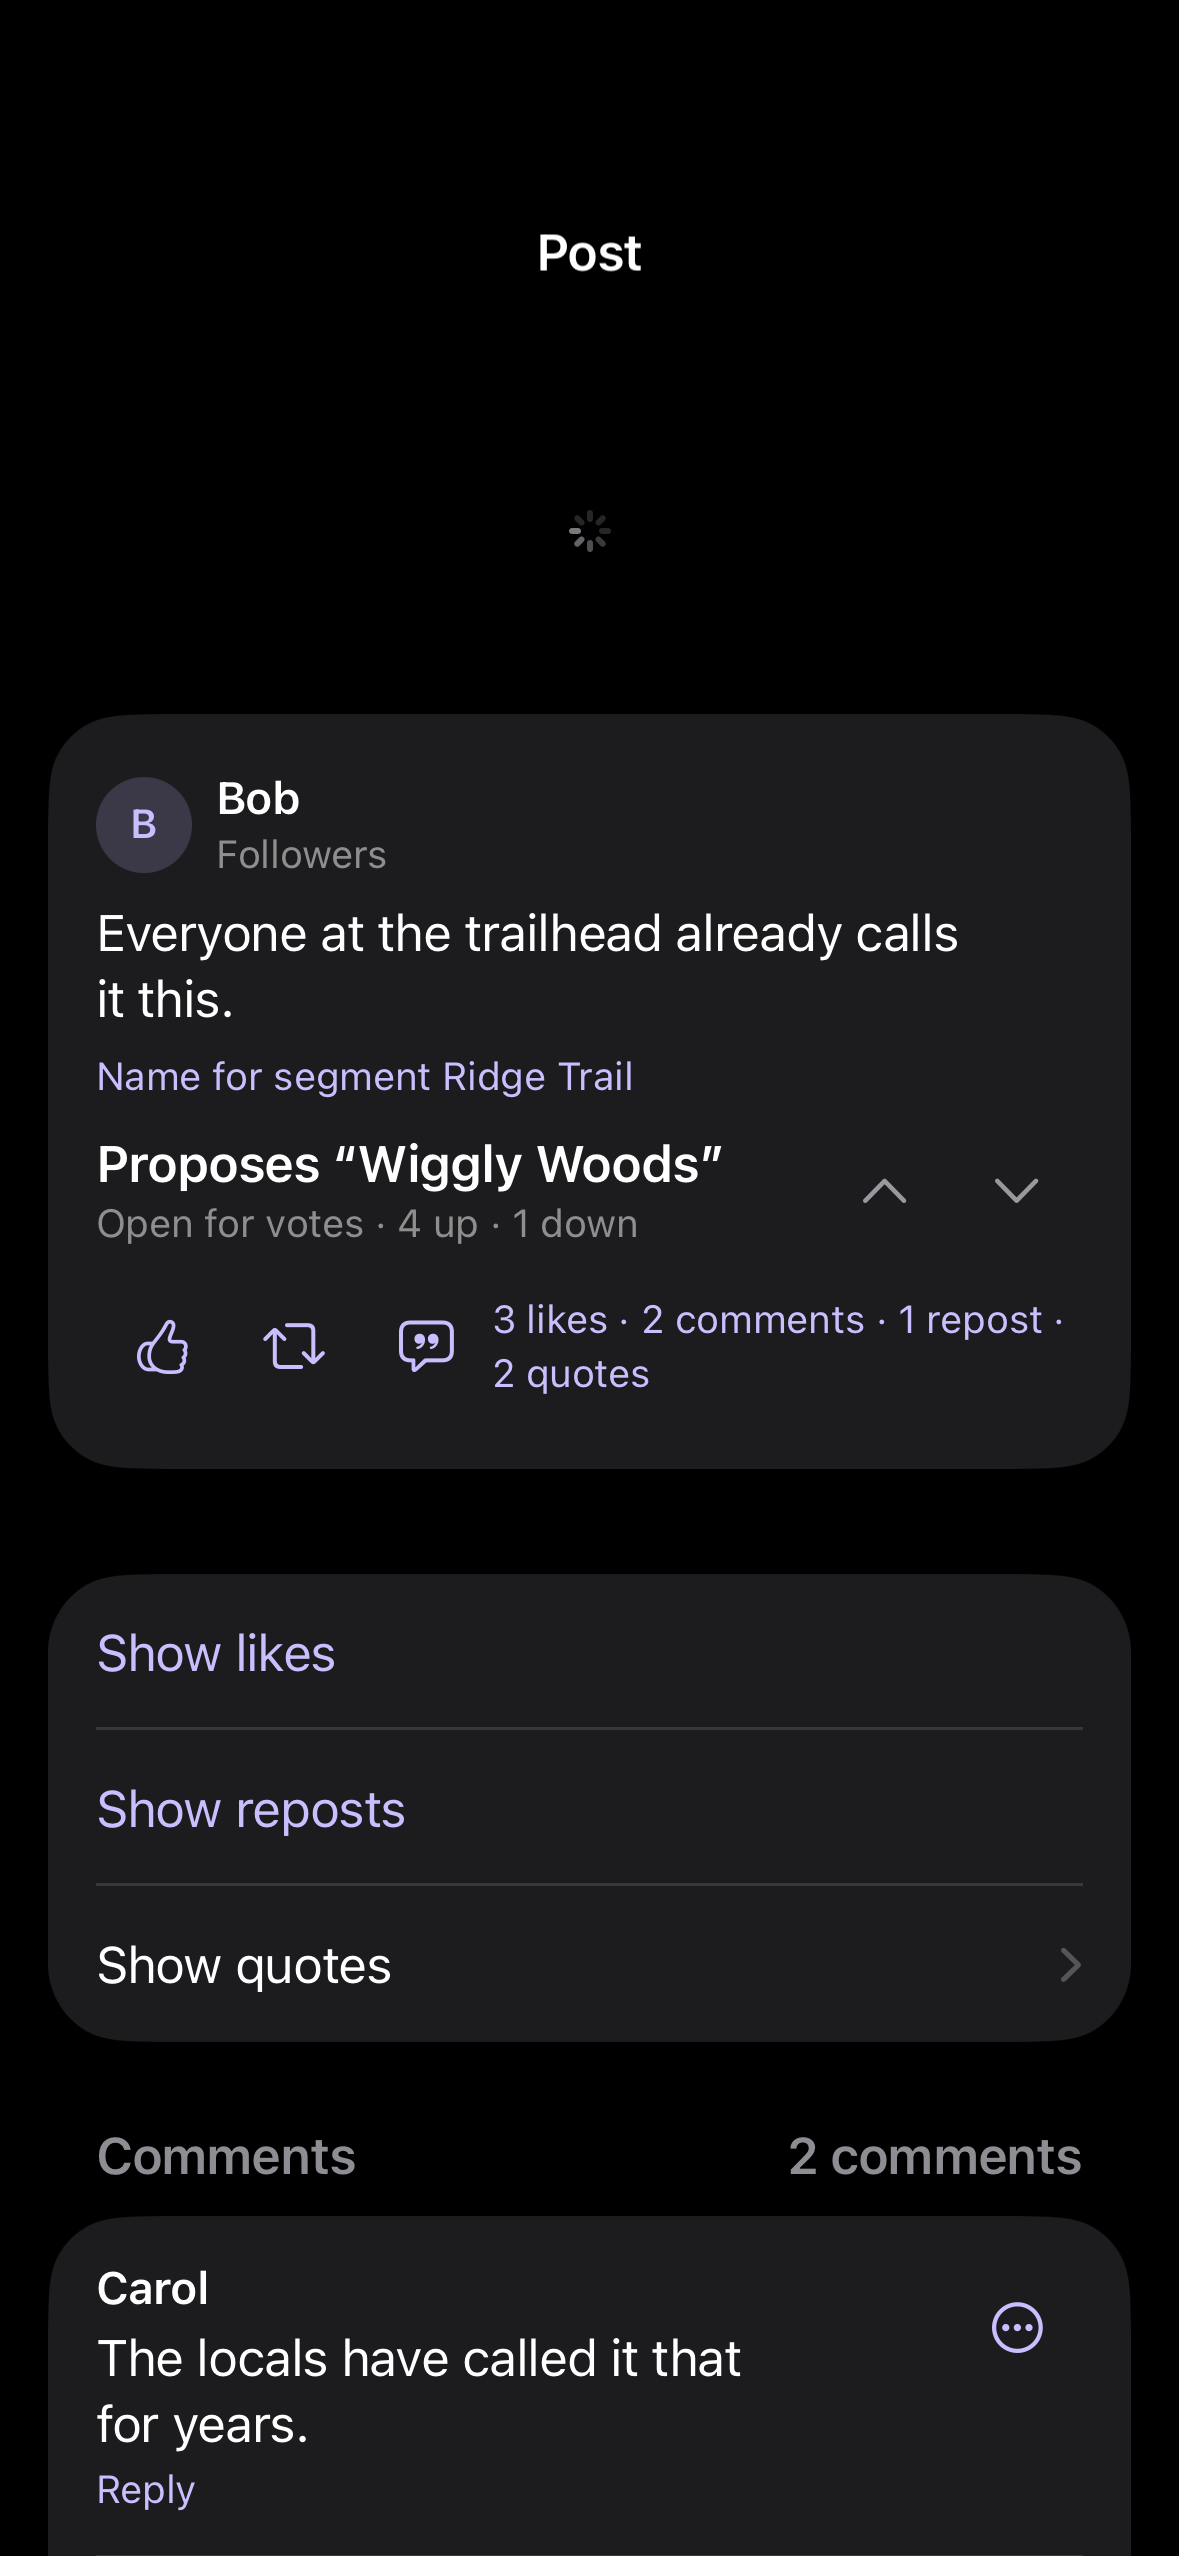 Post
B
Bob
Followers
Everyone at the trailhead already calls
it this.
Name for segment Ridge Trail
Proposes “Wiggly Woods”
Open for votes · 4 up · 1 down
3 likes · 2 comments · 1 repost ·
2 quotes
Show likes
Show reposts
Show quotes
Comments
2 comments
Carol
The locals have called it that
for years.
Reply